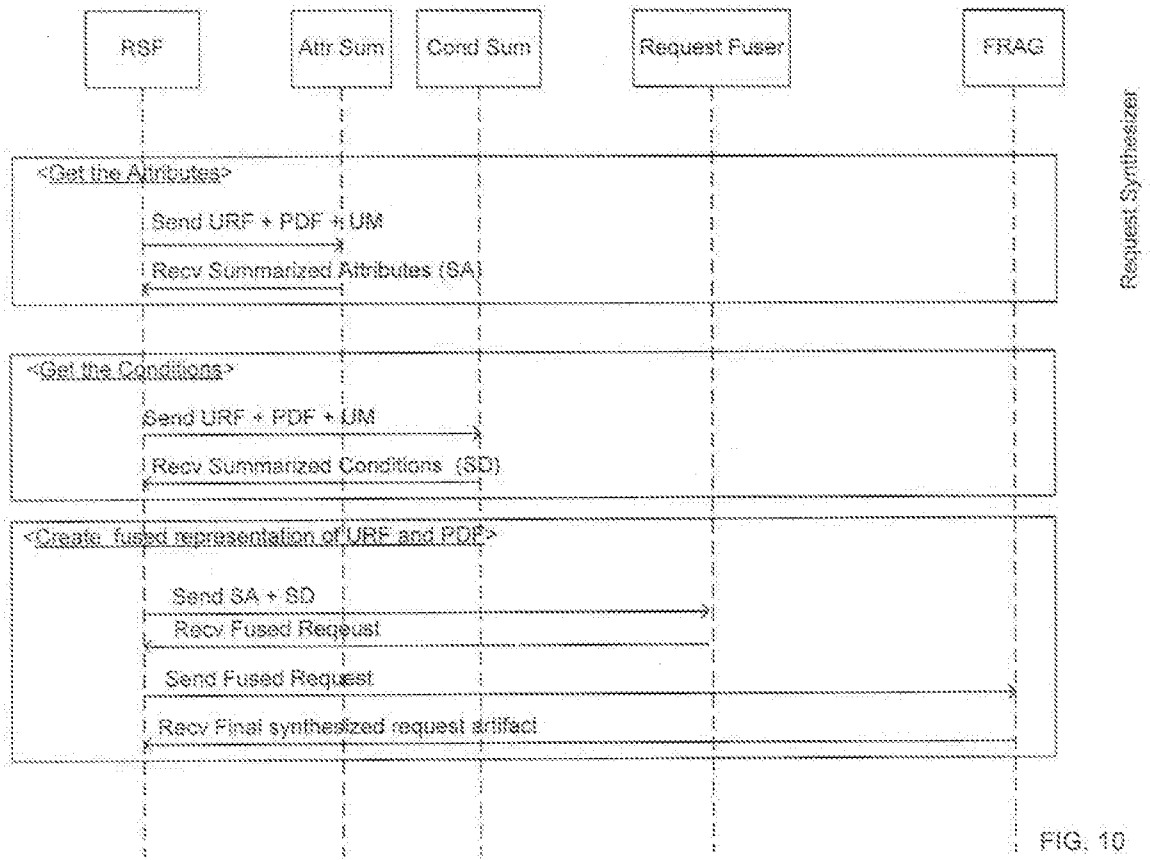 RSF
Attr Sum
Cond Sum
Request Fuser
FRAG
Request Synthesizer
<Get the Attributes>
Send URF + PDF + UM
Recv Summarized Attributes (SA)
<Get the Conditions>
Send URF + PDF + UM
Recv Summarized Conditions (SD)
<Create fused representation of URF and PDF>
Send SA + SD
Recv Fused Reqeust
Send Fused Request
Recv Final synthesized request artifact
FIG. 10